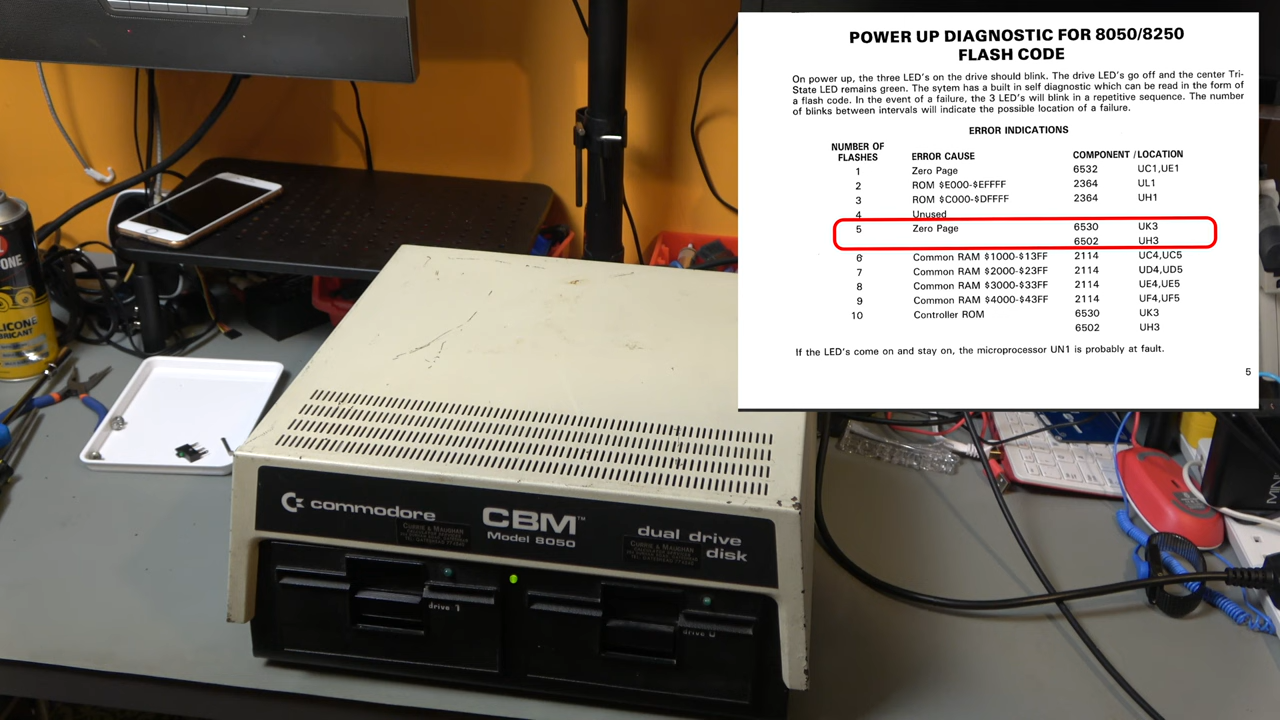 POWER UP DIAGNOSTIC FOR 8050/8250
FLASH CODE
On power up, the three LED's on the drive should blink. The drive LED's go off and the center Tri-
State LED remains green. The sytem has a built in self diagnostic which can be read in the form of
a flash code. In the event of a failure, the 3 LED's will blink in a repetitive sequence. The number
of blinks between intervals will indicate the possible location of a failure.
ERROR INDICATIONS
NUMBER OF
FLASHES ERROR CAUSE COMPONENT/LOCATION
1 Zero Page 6532 UC1,UE1
2 ROM $E000-$EFFFF 2364 UL1
3 ROM $C000-$DFFFF 2364 UH1
4 Unused
5 Zero Page 6530 UK3
6502 UH3
6 Common RAM $1000-$13FF 2114 UC4,UC5
7 Common RAM $2000-$23FF 2114 UD4,UD5
8 Common RAM $3000-$33FF 2114 UE4,UE5
9 Common RAM $4000-$43FF 2114 UF4,UF5
10 Controller ROM 6530 UK3
6502 UH3
If the LED's come on and stay on, the microprocessor UN1 is probably at fault.
5
ONE
ILICONE
UBRICANT
commodore
CBM™
Model 8050
dual drive
disk
CURRIE & MAUGHAN
CURRIE & MAUGHAN
drive 1
drive 0
MINI